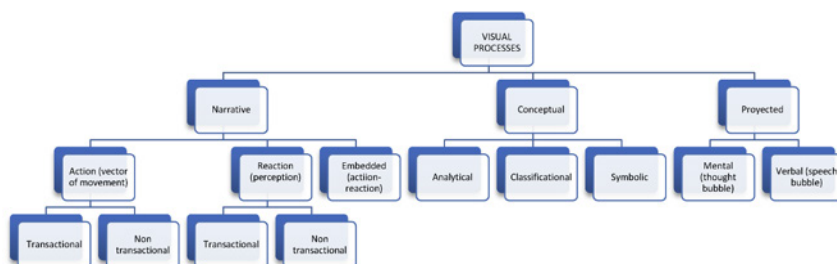 VISUAL
PROCESSES
Narrative
Conceptual
Proyected
Action (vector
of movement)
Reaction
(perception)
Embedded
(actiion-
reaction)
Analytical
Classificational
Symbolic
Mental
(thought
bubble)
Verbal (speech
bubble)
Transactional
Non
transactional
Transactional
Non
transactional